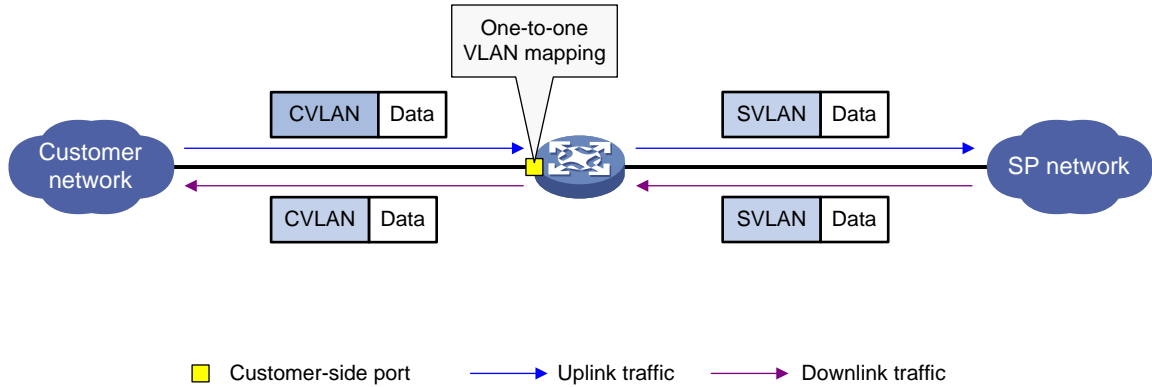 One-to-one
VLAN mapping
CVLAN Data
SVLAN Data
Customer
network
SP network
CVLAN Data
SVLAN Data
Customer-side port
Uplink traffic
Downlink traffic